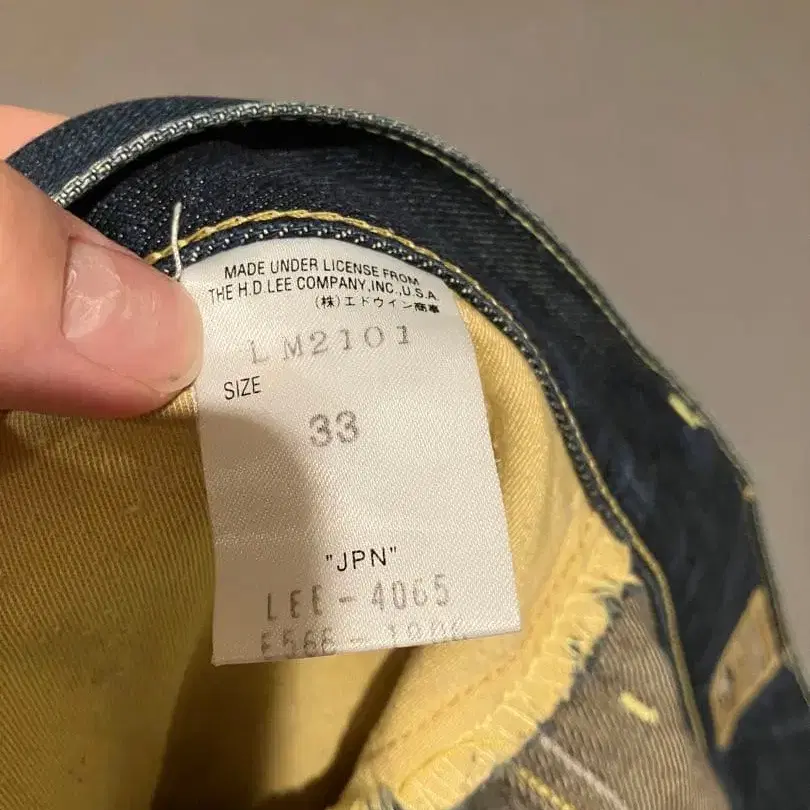 MADE UNDER LICENSE FROM
THE H.D.LEE COMPANY,INC.,U.S.A.
(株)エドウイン商事
LM2101
SIZE
33
"JPN"
LEE-4065